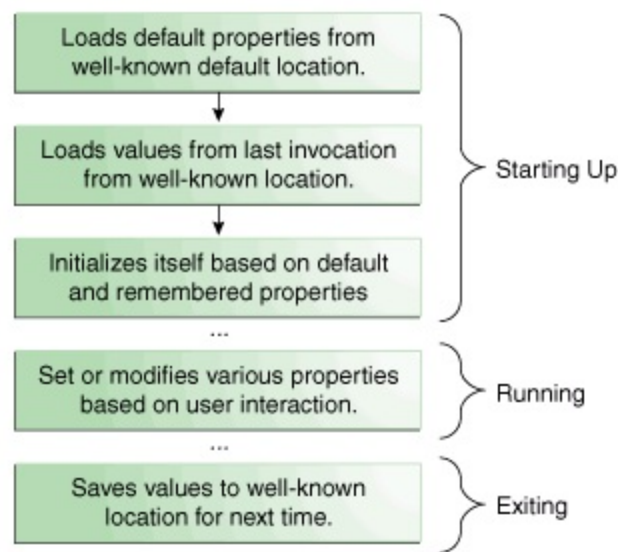 Loads default properties from
well-known default location.
Loads values from last invocation
from well-known location.
Starting Up
Initializes itself based on default
and remembered properties
...
Set or modifies various properties
based on user interaction.
Running
...
Saves values to well-known
location for next time.
Exiting